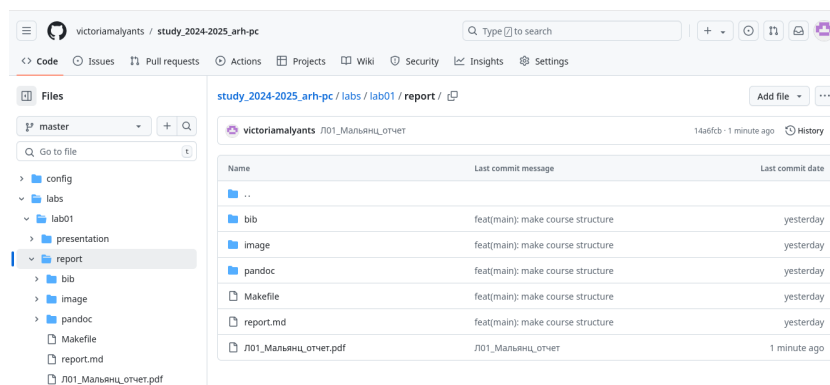 victoriamalyants / study_2024-2025_arh-pc
Type / to search
Code Issues Pull requests Actions Projects Wiki Security Insights Settings
Files
master
Go to file t
config
labs
lab01
presentation
report
bib
image
pandoc
Makefile
report.md
Л01_Мальянц_отчет.pdf
study_2024-2025_arh-pc / labs / lab01 / report /
Add file
victoriamalyants Л01_Мальянц_отчет 14a6fcb · 1 minute ago History
Name Last commit message Last commit date
..
bib feat(main): make course structure yesterday
image feat(main): make course structure yesterday
pandoc feat(main): make course structure yesterday
Makefile feat(main): make course structure yesterday
report.md feat(main): make course structure yesterday
Л01_Мальянц_отчет.pdf Л01_Мальянц_отчет 1 minute ago